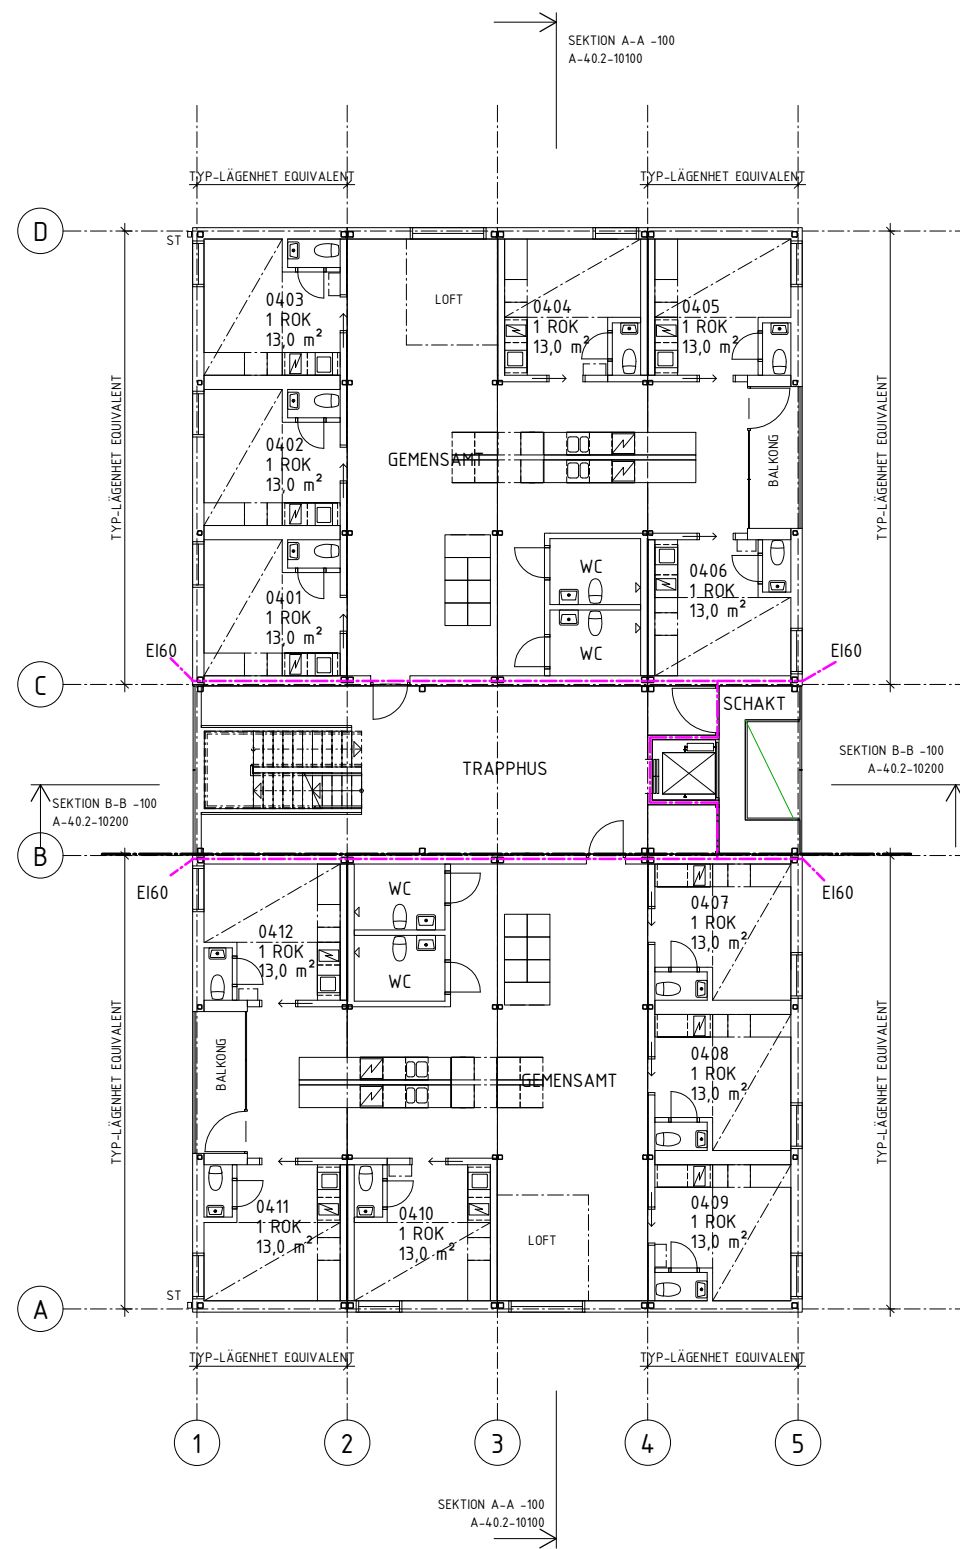 SEKTION A-A -100
A-40.2-10100
TYP-LÄGENHET EQUIVALENT
TYP-LÄGENHET EQUIVALENT
D
ST
0403
1 ROK
13,0 m²
LOFT
0404
1 ROK
13,0 m²
0405
1 ROK
13,0 m²
TYP-LÄGENHET EQUIVALENT
TYP-LÄGENHET EQUIVALENT
0402
1 ROK
13,0 m²
GEMENSAMT
BALKONG
0401
1 ROK
13,0 m²
WC
WC
0406
1 ROK
13,0 m²
EI60
EI60
C
SCHAKT
TRAPPHUS
SEKTION B-B -100
A-40.2-10200
SEKTION B-B -100
A-40.2-10200
B
EI60
EI60
0412
1 ROK
13,0 m²
WC
WC
0407
1 ROK
13,0 m²
TYP-LÄGENHET EQUIVALENT
TYP-LÄGENHET EQUIVALENT
BALKONG
GEMENSAMT
0408
1 ROK
13,0 m²
0411
1 ROK
13,0 m²
0410
1 ROK
13,0 m²
LOFT
0409
1 ROK
13,0 m²
ST
A
TYP-LÄGENHET EQUIVALENT
TYP-LÄGENHET EQUIVALENT
1
2
3
4
5
SEKTION A-A -100
A-40.2-10100